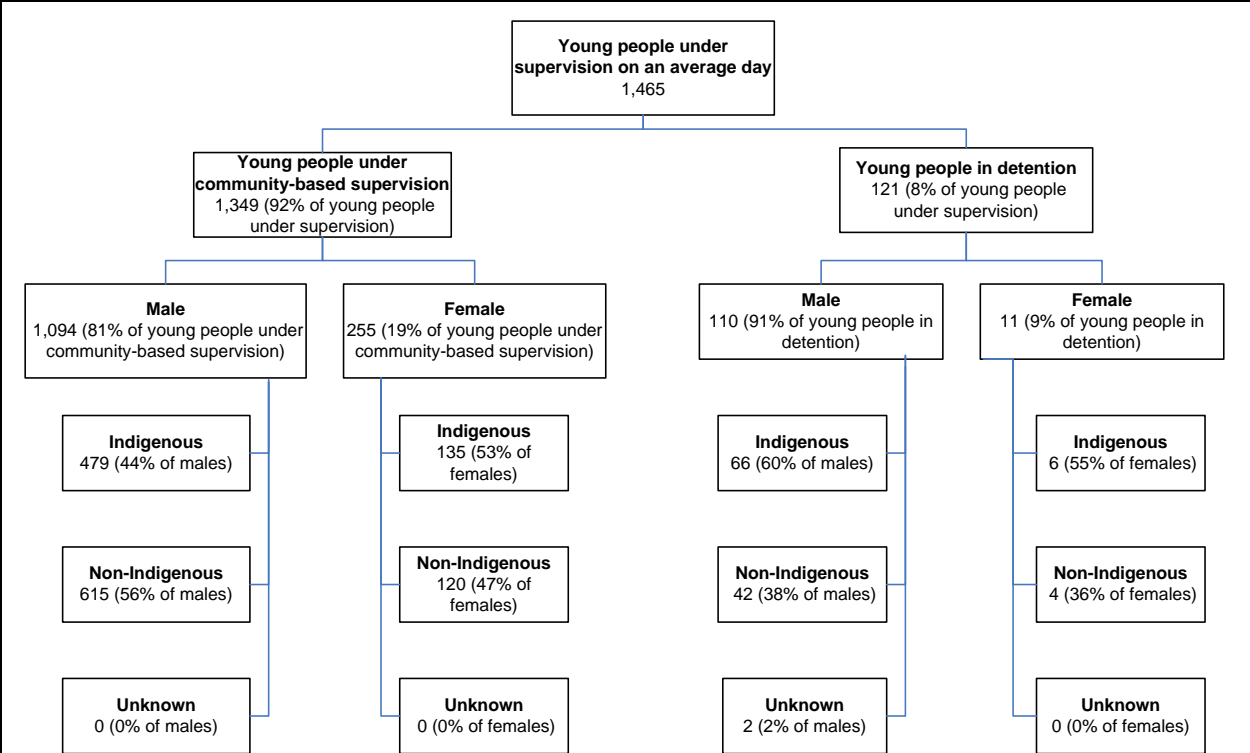 Young people under
supervision on an average day
1,465
Young people under
community-based supervision
1,349 (92% of young people
under supervision)
Young people in detention
121 (8% of young people
under supervision)
Male
1,094 (81% of young people under
community-based supervision)
Female
255 (19% of young people under
community-based supervision)
Male
110 (91% of young people in
detention)
Female
11 (9% of young people in
detention)
Indigenous
479 (44% of males)
Indigenous
135 (53% of
females)
Indigenous
66 (60% of males)
Indigenous
6 (55% of females)
Non-Indigenous
615 (56% of males)
Non-Indigenous
120 (47% of
females)
Non-Indigenous
42 (38% of males)
Non-Indigenous
4 (36% of females)
Unknown
0 (0% of males)
Unknown
0 (0% of females)
Unknown
2 (2% of males)
Unknown
0 (0% of females)